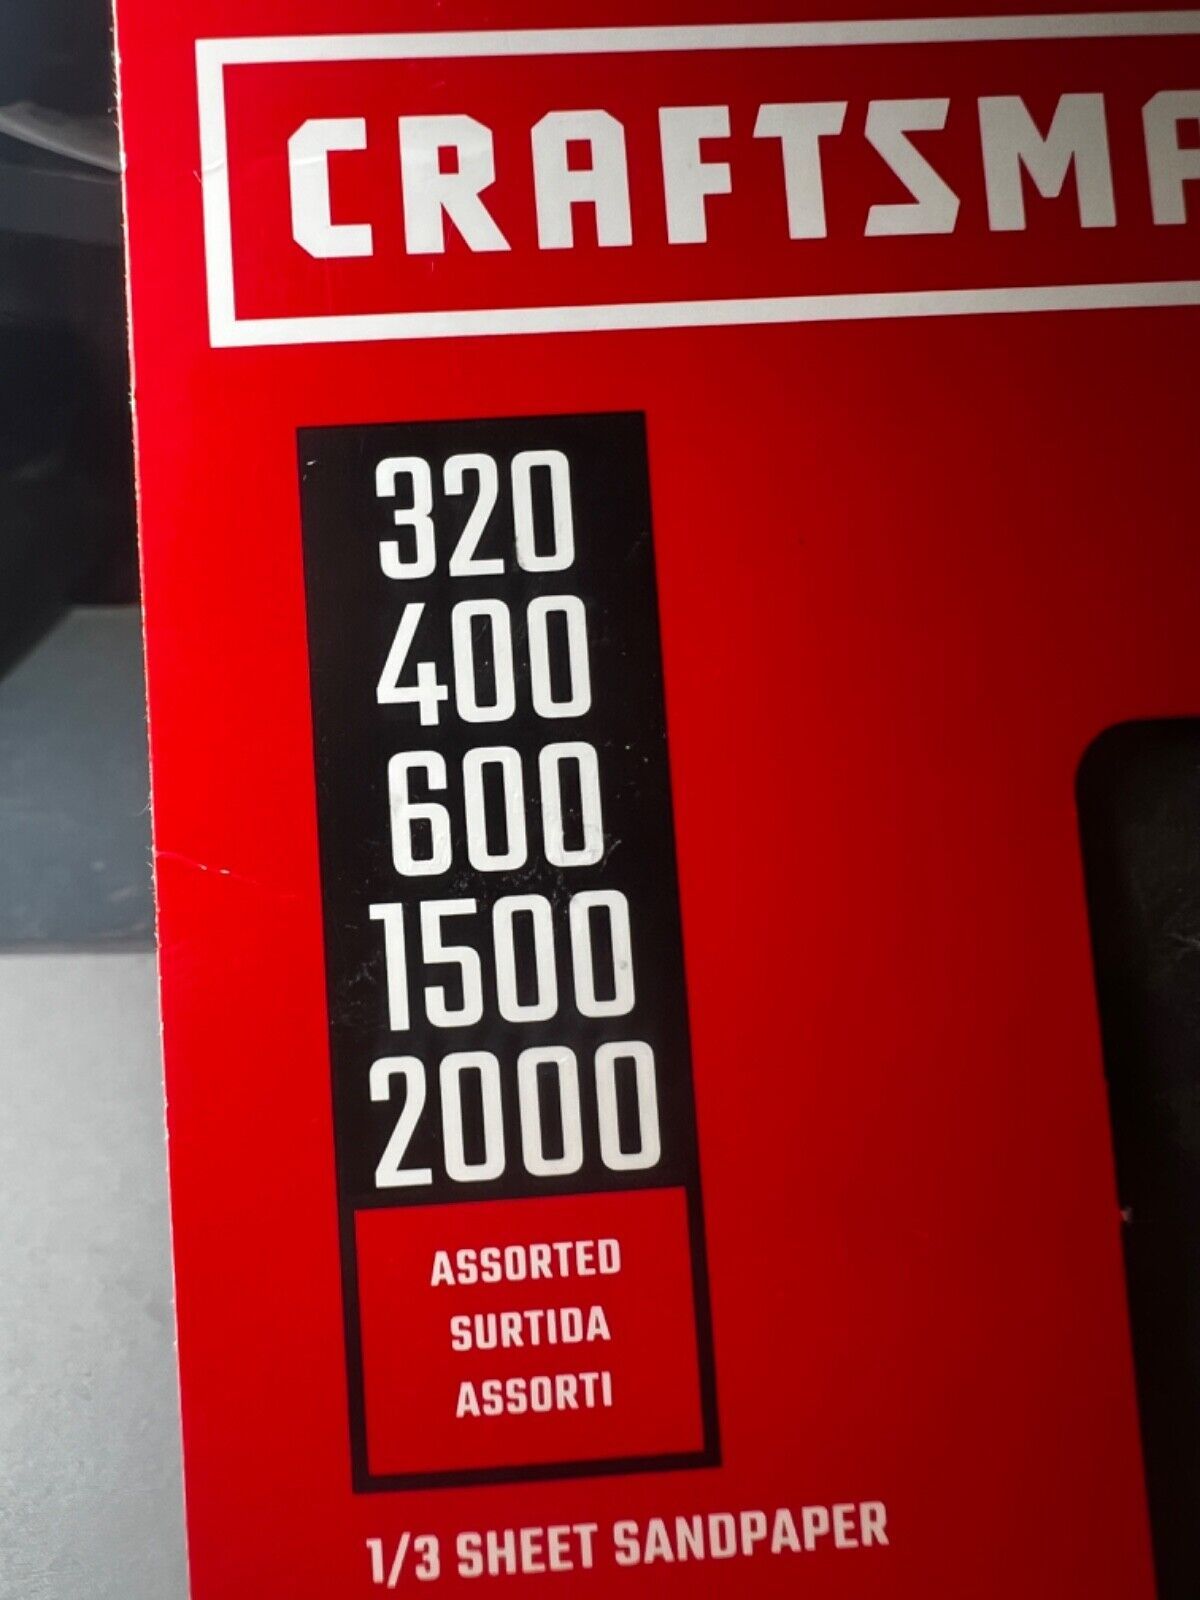 CRAFTSMA
320
400
600
1500
2000
ASSORTED
SURTIDA
ASSORTI
1/3 SHEET SANDPAPER